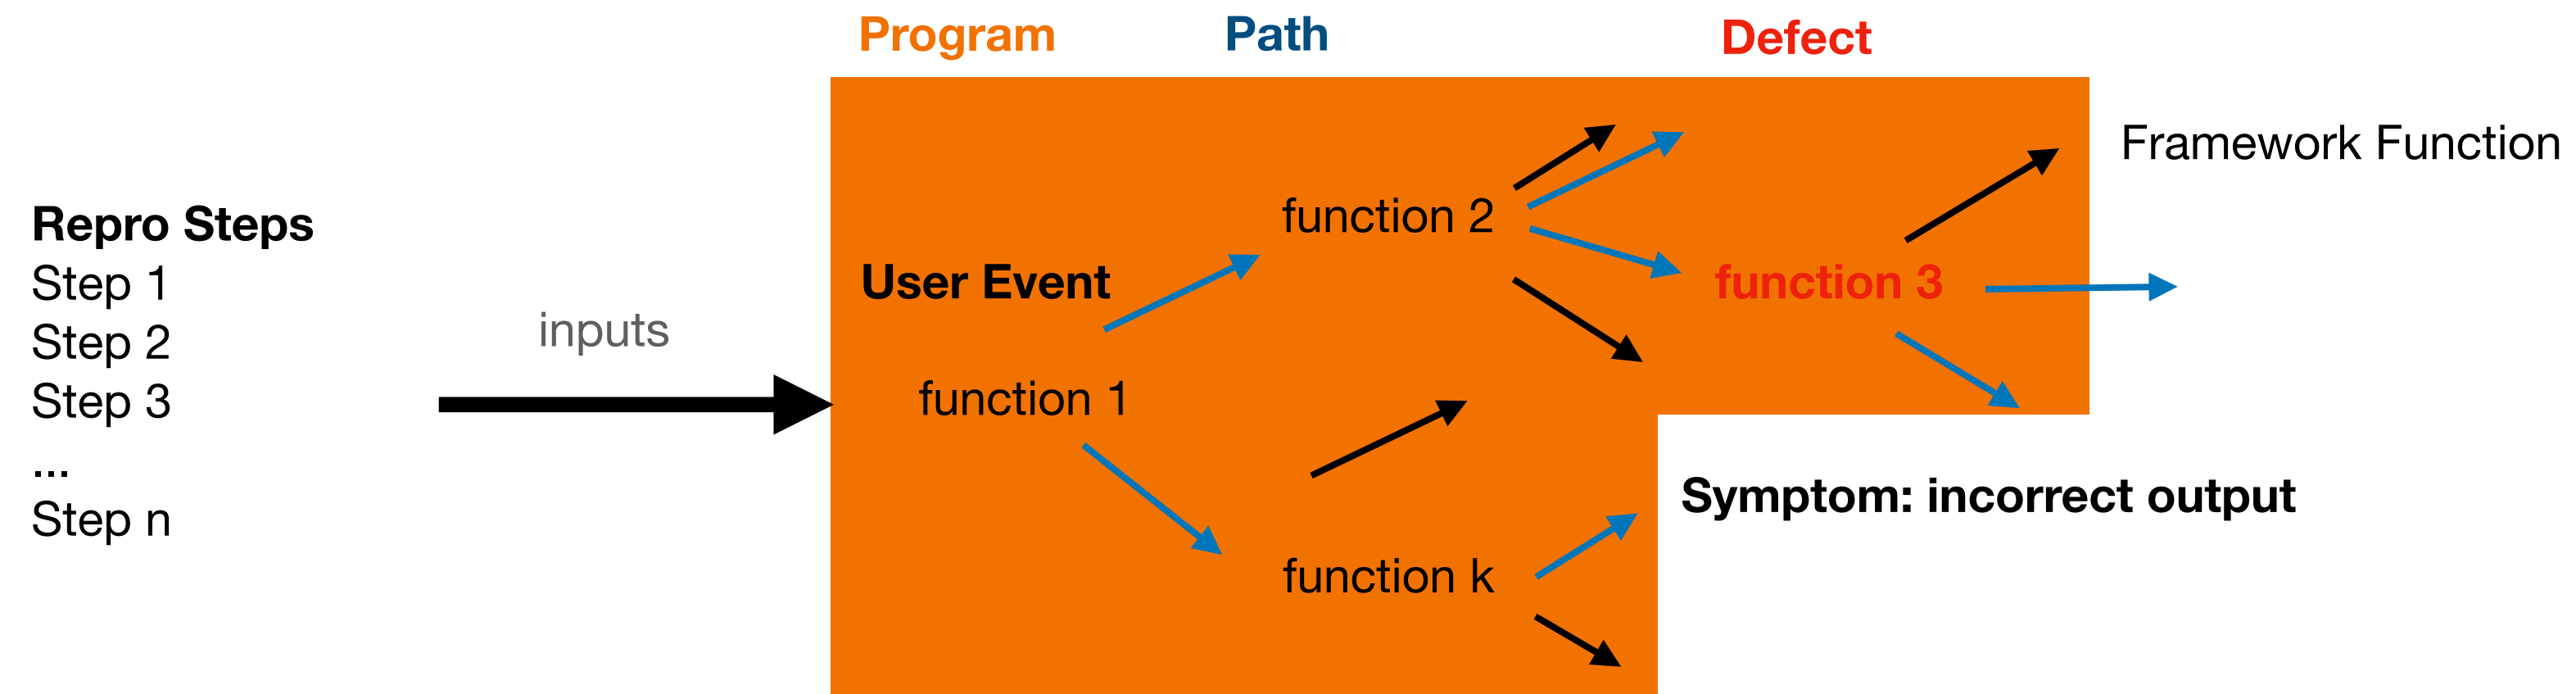 Program
Path
Defect
Repro Steps
Step 1
Step 2
Step 3
...
Step n
inputs
User Event
function 1
function 2
function k
function 3
Framework Function
Symptom: incorrect output